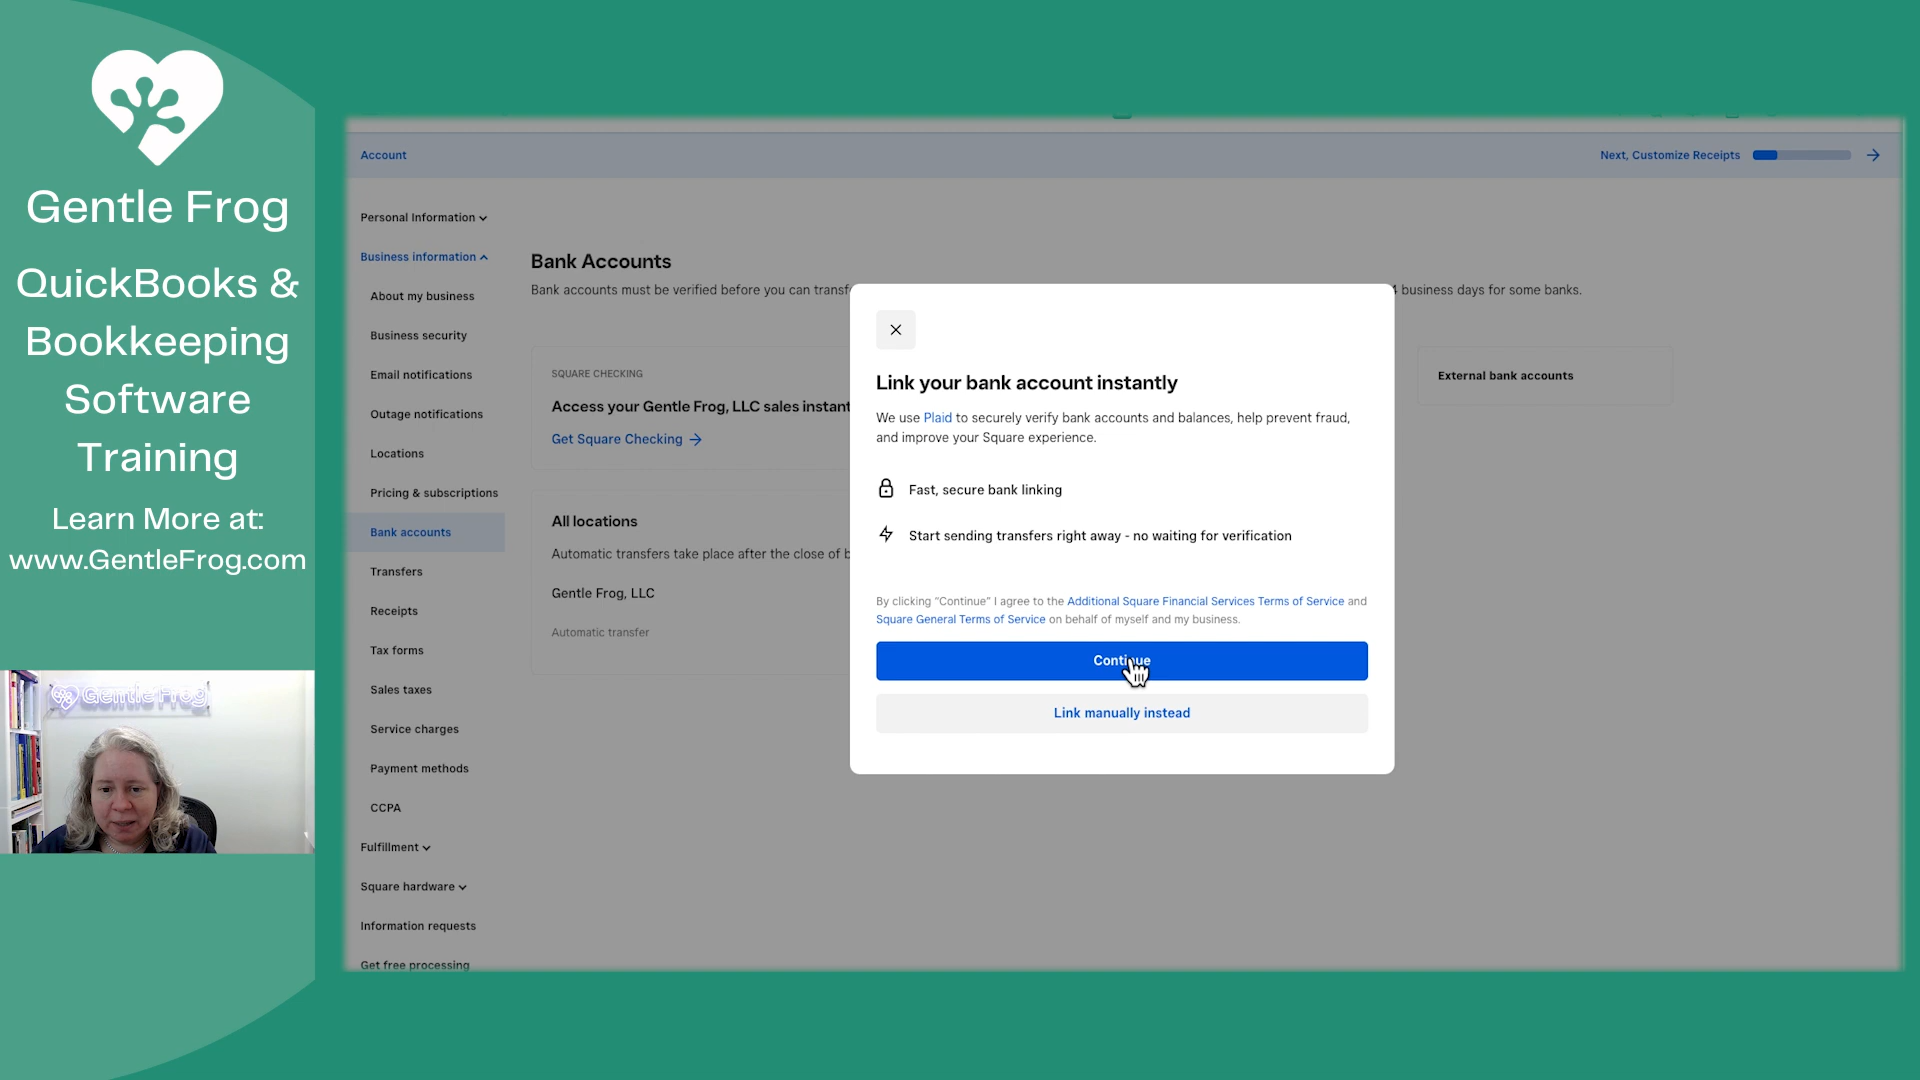 Gentle Frog
QuickBooks &
Bookkeeping
Software
Training
Learn More at:
www.GentleFrog.com
Gentle Frog
Account
Next, Customize Receipts
Personal Information
Business information
About my business
Business security
Email notifications
Outage notifications
Locations
Pricing & subscriptions
Bank accounts
Transfers
Receipts
Tax forms
Sales taxes
Service charges
Payment methods
CCPA
Fulfillment
Square hardware
Information requests
Get free processing
Bank Accounts
Bank accounts must be verified before you can transf
business days for some banks.
SQUARE CHECKING
Access your Gentle Frog, LLC sales instant
Get Square Checking
All locations
Automatic transfers take place after the close of b
Gentle Frog, LLC
Automatic transfer
External bank accounts
Link your bank account instantly
We use Plaid to securely verify bank accounts and balances, help prevent fraud,
and improve your Square experience.
Fast, secure bank linking
Start sending transfers right away - no waiting for verification
By clicking "Continue" I agree to the Additional Square Financial Services Terms of Service and
Square General Terms of Service on behalf of myself and my business.
Continue
Link manually instead